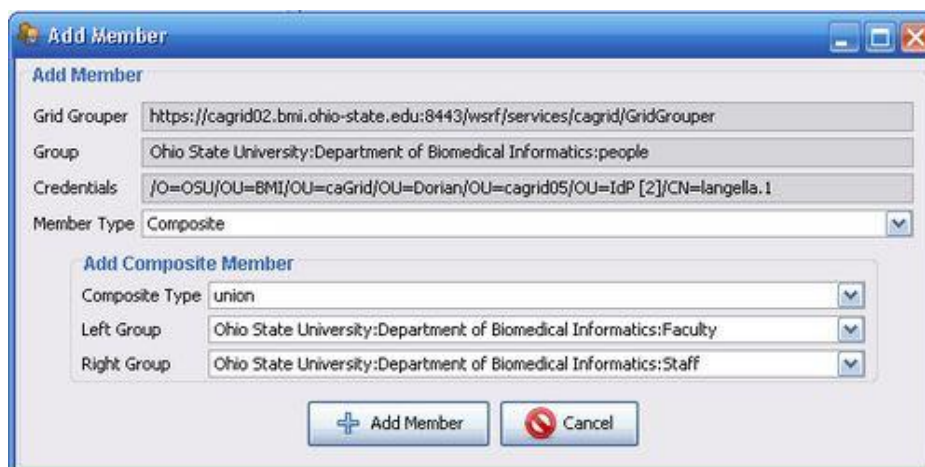 Add Member
Add Member
Grid Grouper https://cagrid02.bmi.ohio-state.edu:8443/wsrf/services/cagrid/GridGrouper
Group Ohio State University:Department of Biomedical Informatics:people
Credentials /O=OSU/OU=BMI/OU=caGrid/OU=Dorian/OU=cagrid05/OU=IdP [2]/CN=langella.1
Member Type Composite
Add Composite Member
Composite Type union
Left Group Ohio State University:Department of Biomedical Informatics:Faculty
Right Group Ohio State University:Department of Biomedical Informatics:Staff
Add Member Cancel